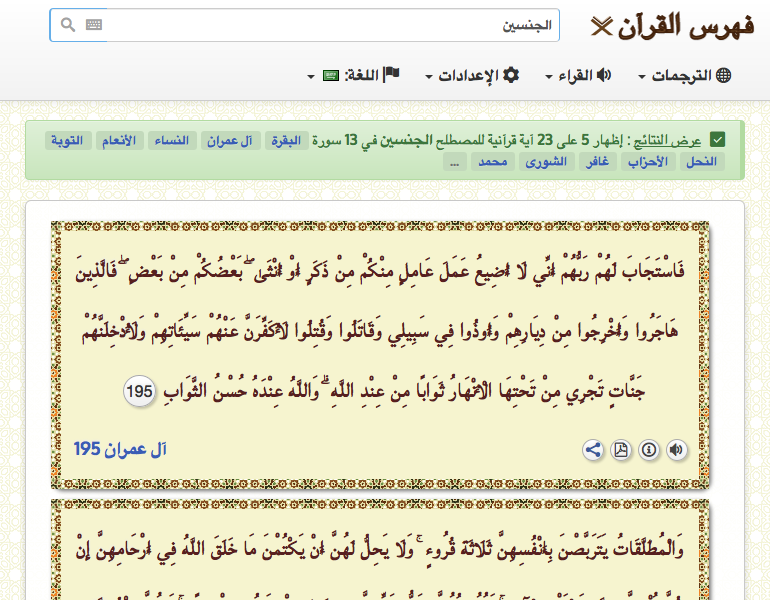 فهرس القرآن
الجنسين
الترجمات القراء الإعدادات اللغة:
عرض النتائج : إظهار 5 على 23 آية قرآنية للمصطلح الجنسين في 13 سورة البقرة آل عمران النساء الأنعام التوبة
النحل الأحزاب غافر الشورى محمد ...
فَاسْتَجَابَ لَهُمْ رَبُّهُمْ أَنِّي لَا أُضِيعُ عَمَلَ عَامِلٍ مِنْكُمْ مِنْ ذَكَرٍ أَوْ أُنْثَىٰ ۖ بَعْضُكُمْ مِنْ بَعْضٍ ۖ فَالَّذِينَ
هَاجَرُوا وَأُخْرِجُوا مِنْ دِيَارِهِمْ وَأُوذُوا فِي سَبِيلِي وَقَاتَلُوا وَقُتِلُوا لَأُكَفِّرَنَّ عَنْهُمْ سَيِّئَاتِهِمْ وَلَأُدْخِلَنَّهُمْ
جَنَّاتٍ تَجْرِي مِنْ تَحْتِهَا الْأَنْهَارُ ثَوَابًا مِنْ عِنْدِ اللَّهِ ۗ وَاللَّهُ عِنْدَهُ حُسْنُ الثَّوَابِ 195
آل عمران 195
وَالْمُطَلَّقَاتُ يَتَرَبَّصْنَ بِأَنْفُسِهِنَّ ثَلَاثَةَ قُرُوءٍ ۚ وَلَا يَحِلُّ لَهُنَّ أَنْ يَكْتُمْنَ مَا خَلَقَ اللَّهُ فِي أَرْحَامِهِنَّ إِنْ